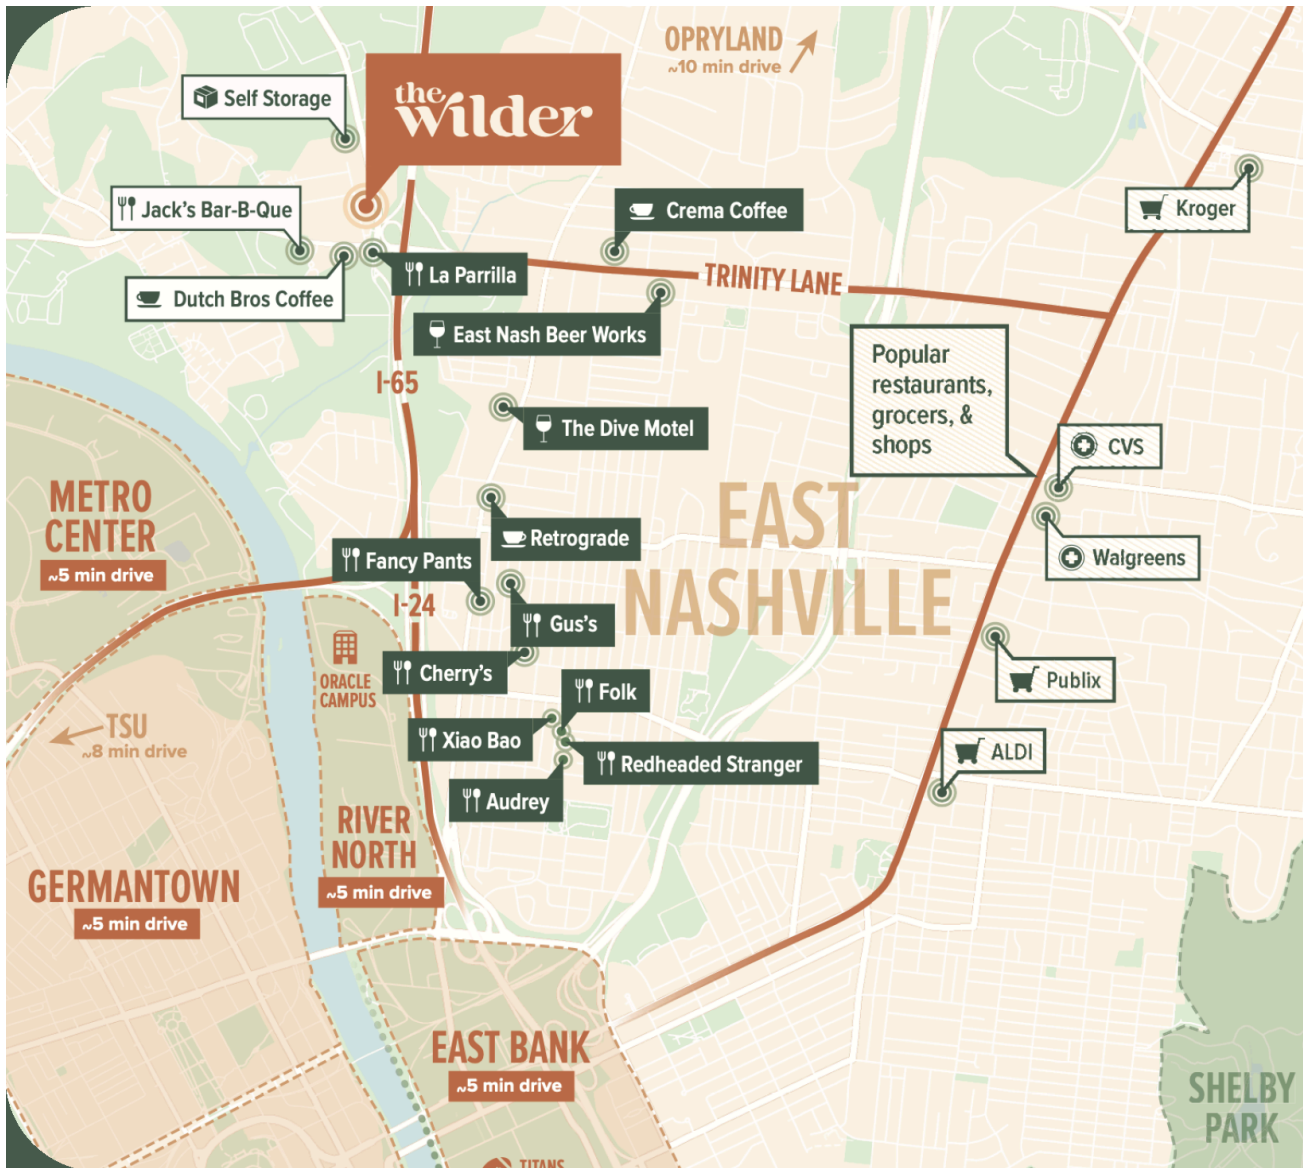 OPRYLAND
~10 min drive
Self Storage
the
wilder
Jack's Bar-B-Que
Crema Coffee
Kroger
La Parrilla
TRINITY LANE
Dutch Bros Coffee
East Nash Beer Works
Popular
restaurants,
grocers, &
shops
I-65
The Dive Motel
CVS
METRO
CENTER
~5 min drive
EAST
NASHVILLE
Retrograde
Fancy Pants
Walgreens
I-24
Gus's
Cherry's
ORACLE
CAMPUS
Folk
Publix
TSU
~8 min drive
Xiao Bao
Redheaded Stranger
ALDI
Audrey
RIVER
NORTH
~5 min drive
GERMANTOWN
~5 min drive
EAST BANK
~5 min drive
SHELBY
PARK
TITANS